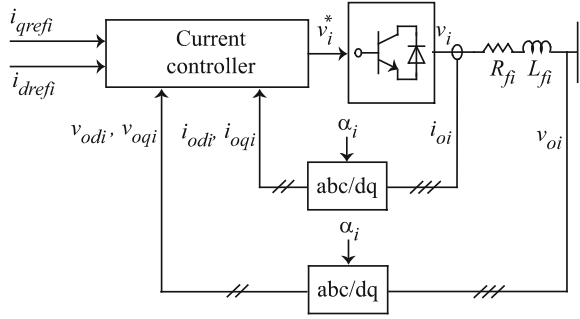 i_qrefi
i_drefi
Current
controller
v_i^*
v_i
R_fi
L_fi
v_odi, v_oqi
i_odi, i_oqi
α_i
i_oi
v_oi
abc/dq
α_i
abc/dq